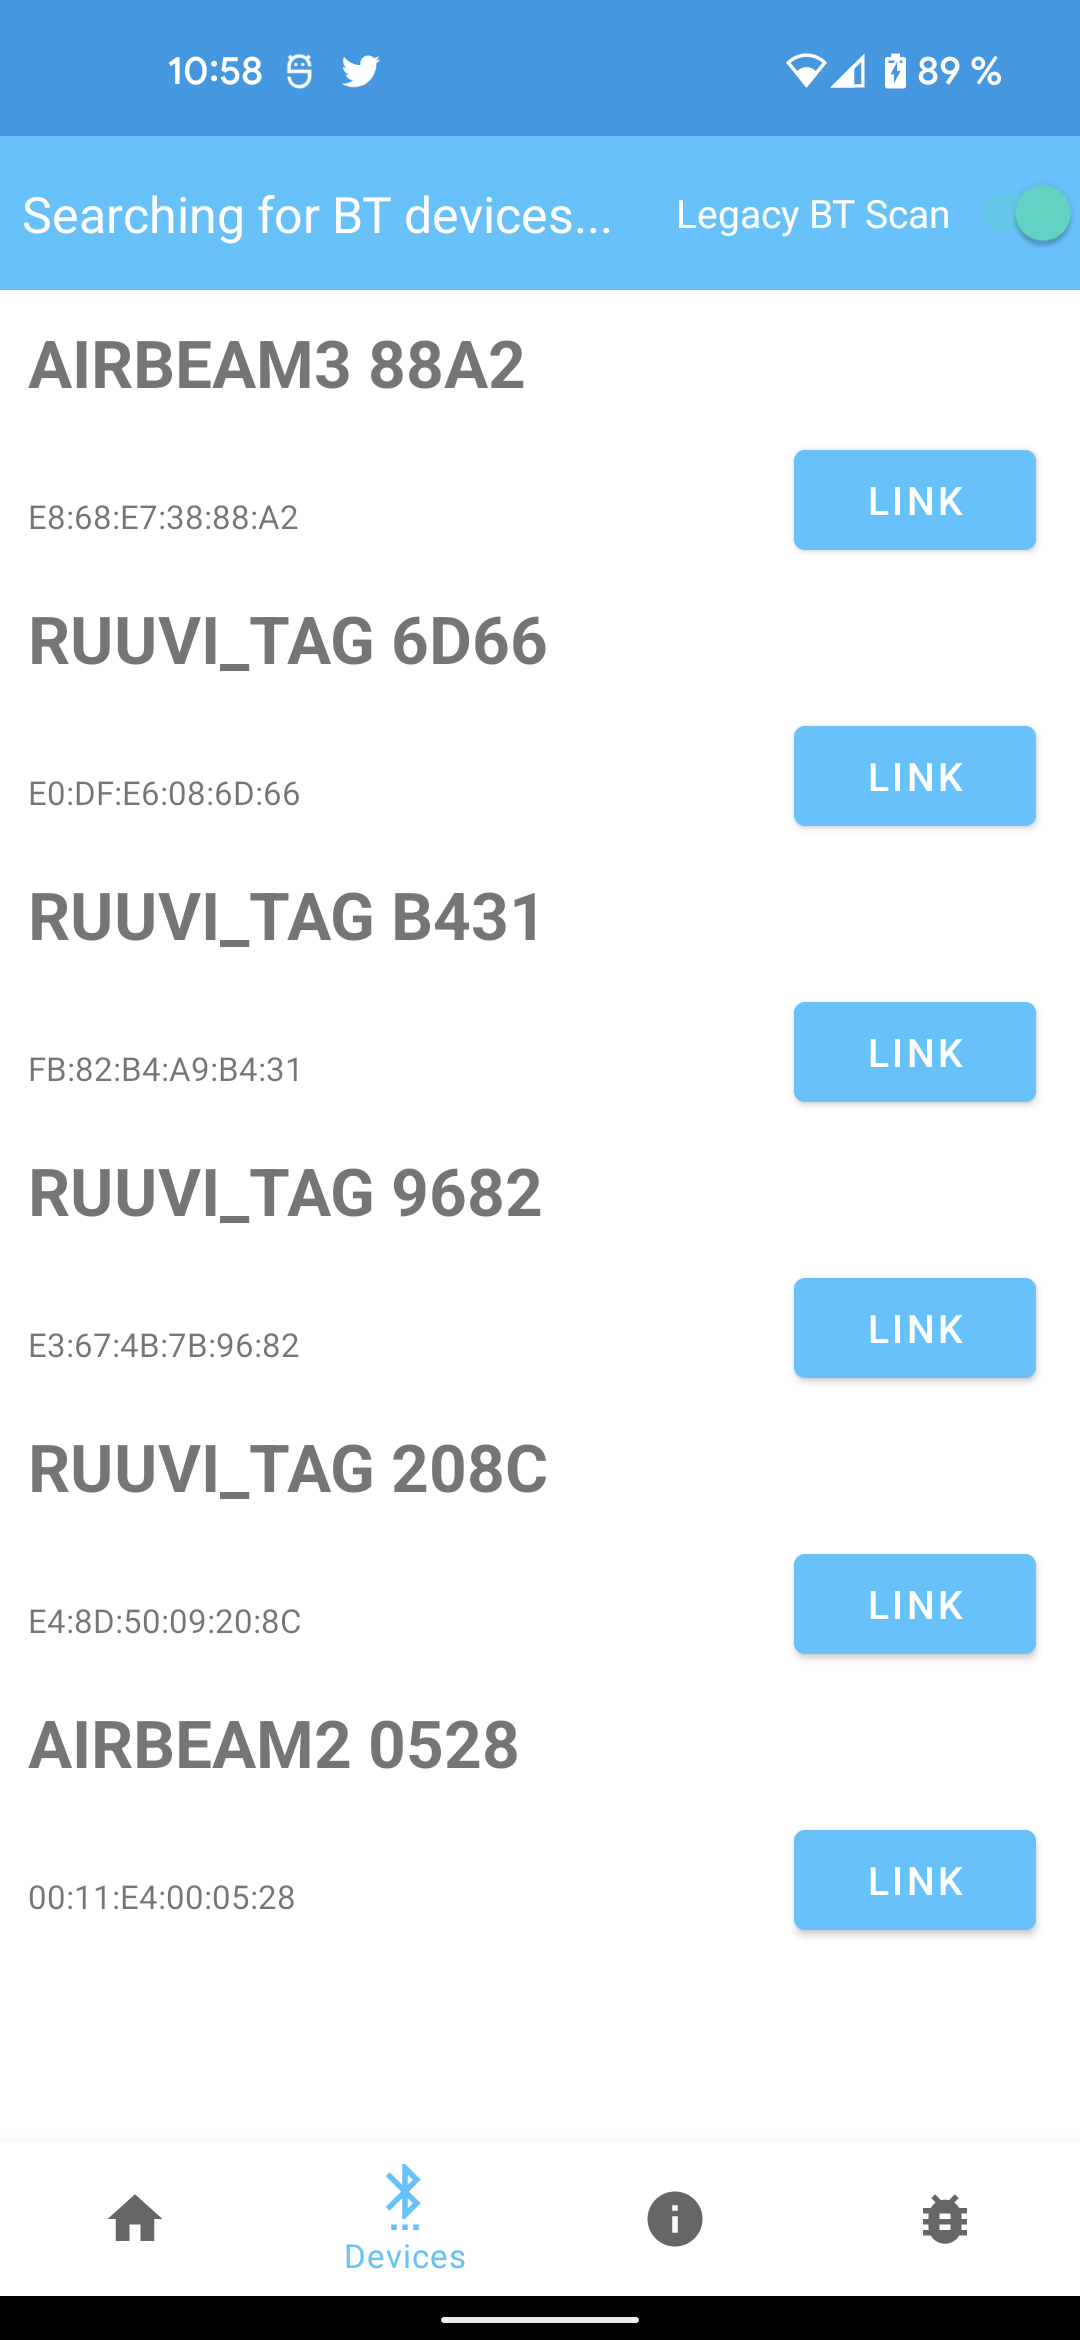 10:58 89 %
Searching for BT devices... Legacy BT Scan
AIRBEAM3 88A2
E8:68:E7:38:88:A2 LINK
RUUVI_TAG 6D66
E0:DF:E6:08:6D:66 LINK
RUUVI_TAG B431
FB:82:B4:A9:B4:31 LINK
RUUVI_TAG 9682
E3:67:4B:7B:96:82 LINK
RUUVI_TAG 208C
E4:8D:50:09:20:8C LINK
AIRBEAM2 0528
00:11:E4:00:05:28 LINK
Devices